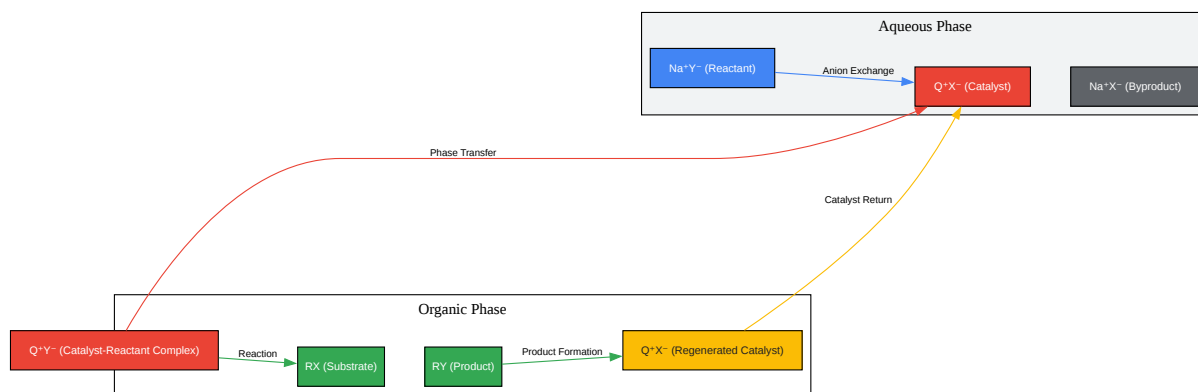 Aqueous Phase
Na⁺Y⁻ (Reactant)
Anion Exchange
Q⁺X⁻ (Catalyst)
Na⁺X⁻ (Byproduct)
Phase Transfer
Catalyst Return
Organic Phase
Q⁺Y⁻ (Catalyst-Reactant Complex)
Reaction
RX (Substrate)
RY (Product)
Product Formation
Q⁺X⁻ (Regenerated Catalyst)